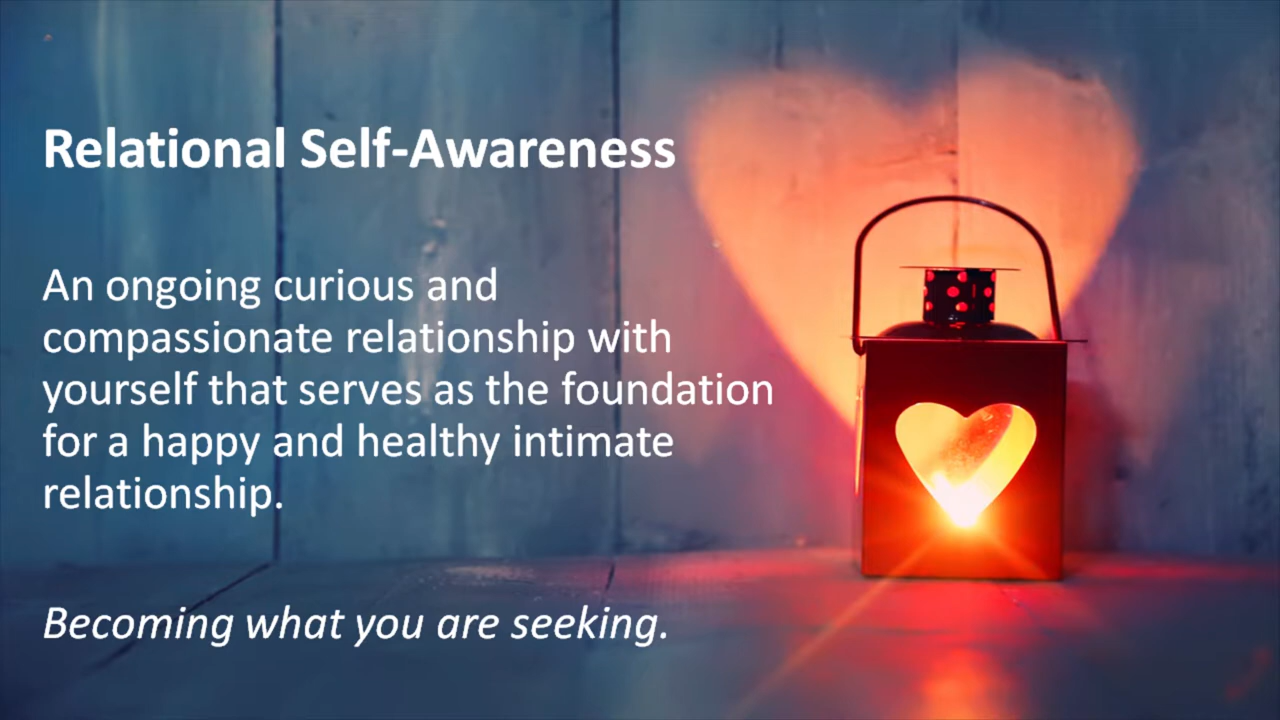 Relational Self-Awareness
An ongoing curious and
compassionate relationship with
yourself that serves as the foundation
for a happy and healthy intimate
relationship.
Becoming what you are seeking.